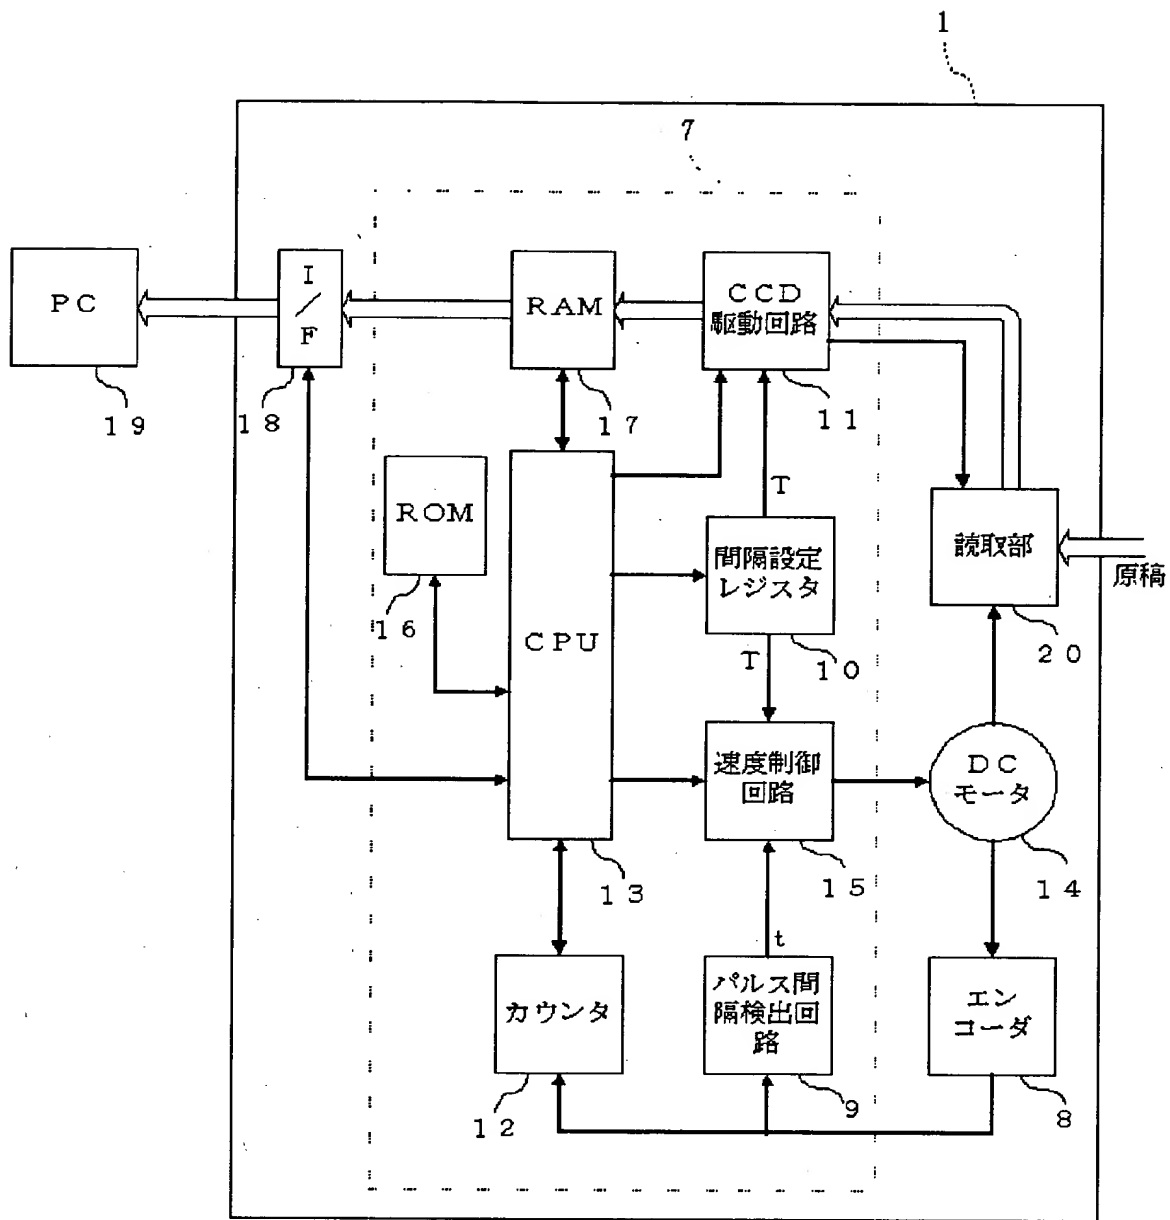 1
7
PC
I
/
F
RAM
CCD
駆動回路
19
18
17
11
ROM
T
間隔設定
レジスタ
読取部
原稿
16
CPU
T
10
20
速度制御
回路
DC
モータ
13
15
14
t
カウンタ
パルス間
隔検出回
路
エン
コーダ
12
9
8